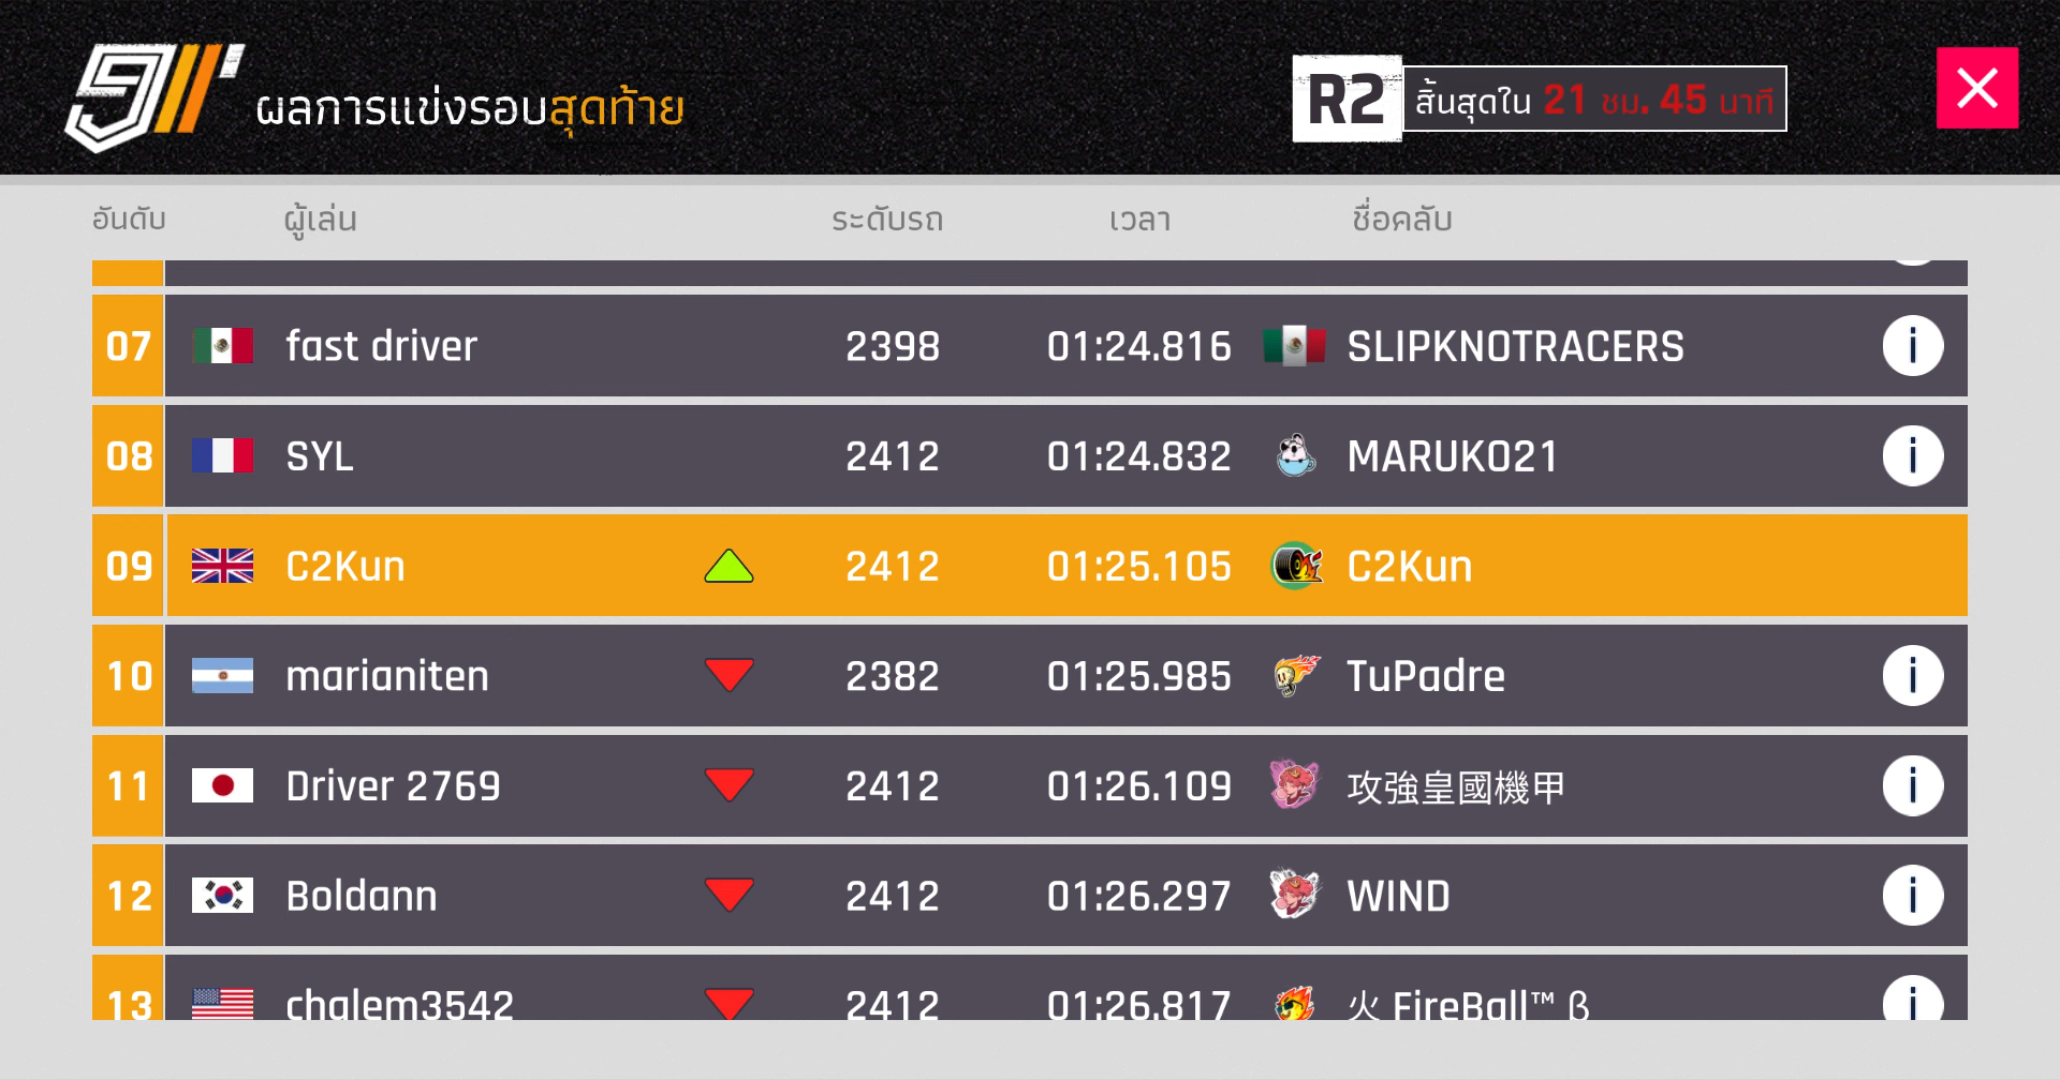 9
ผลการแข่งรอบสุดท้าย
R2 สิ้นสุดใน 21 ชม. 45 นาที
อันดับ ผู้เล่น ระดับรถ เวลา ชื่อคลับ
07 fast driver 2398 01:24.816 SLIPKNOTRACERS i
08 SYL 2412 01:24.832 MARUKO21 i
09 C2Kun 2412 01:25.105 C2Kun
10 marianiten 2382 01:25.985 TuPadre i
11 Driver 2769 2412 01:26.109 攻強皇國機甲 i
12 Boldann 2412 01:26.297 WIND i
13 chalem3542 2412 01:26.817 火 FireBall™ β i